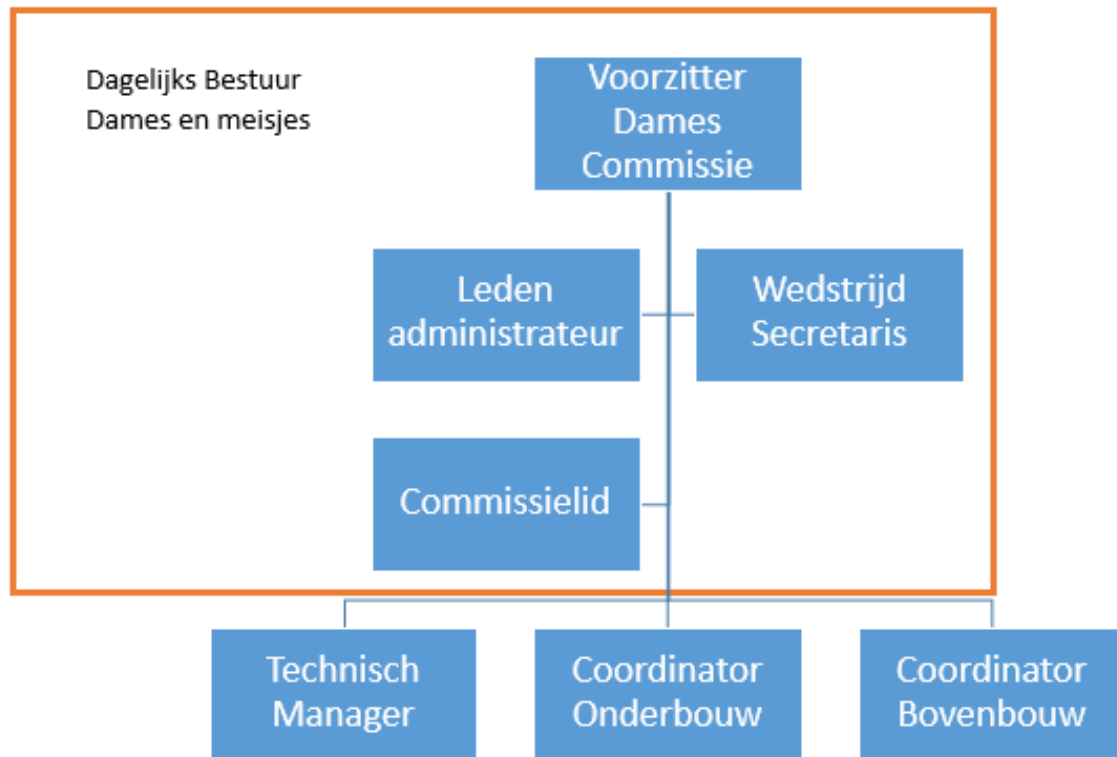 Dagelijks Bestuur
Dames en meisjes
Voorzitter
Dames
Commissie
Leden
administrateur
Wedstrijd
Secretaris
Commissielid
Technisch
Manager
Coordinator
Onderbouw
Coordinator
Bovenbouw